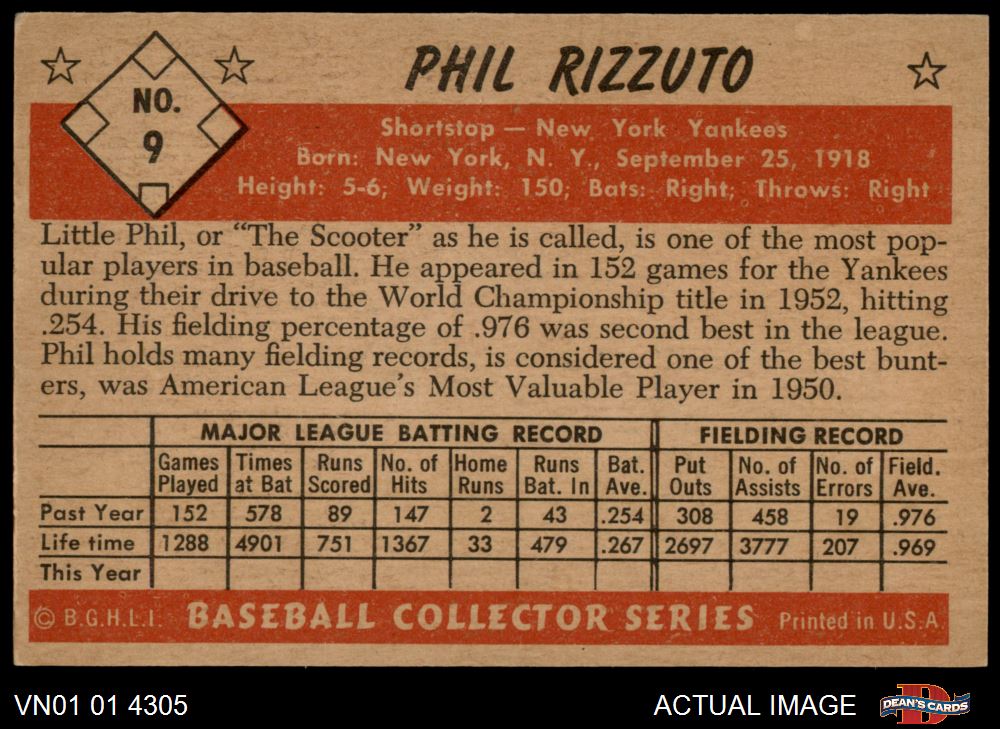 PHIL RIZZUTO
NO.
9
Shortstop — New York Yankees
Born: New York, N. Y., September 25, 1918
Height: 5-6; Weight: 150; Bats: Right; Throws: Right
Little Phil, or “The Scooter” as he is called, is one of the most pop-
ular players in baseball. He appeared in 152 games for the Yankees
during their drive to the World Championship title in 1952, hitting
.254. His fielding percentage of .976 was second best in the league.
Phil holds many fielding records, is considered one of the best bunt-
ers, was American League’s Most Valuable Player in 1950.
MAJOR LEAGUE BATTING RECORD FIELDING RECORD
Games Times Runs No. of Home Runs Bat. Put No. of No. of Field.
Played at Bat Scored Hits Runs Bat. In Ave. Outs Assists Errors Ave.
Past Year 152 578 89 147 2 43 .254 308 458 19 .976
Life time 1288 4901 751 1367 33 479 .267 2697 3777 207 .969
This Year
© B.G.H.L.I. BASEBALL COLLECTOR SERIES Printed in U.S.A.
VN01 01 4305 ACTUAL IMAGE DEAN'S CARDS